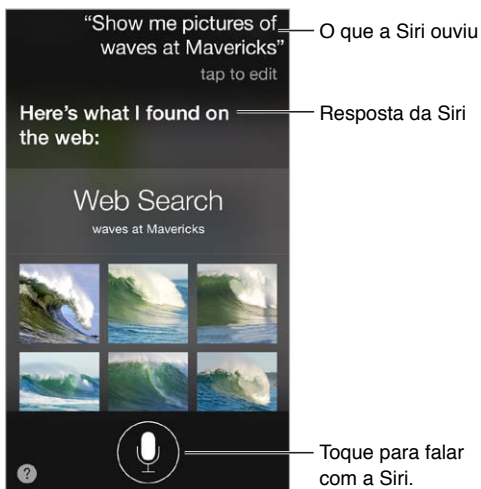 “Show me pictures of
waves at Mavericks”
tap to edit
O que a Siri ouviu
Here’s what I found on
the web:
Resposta da Siri
Web Search
waves at Mavericks
?
Toque para falar
com a Siri.